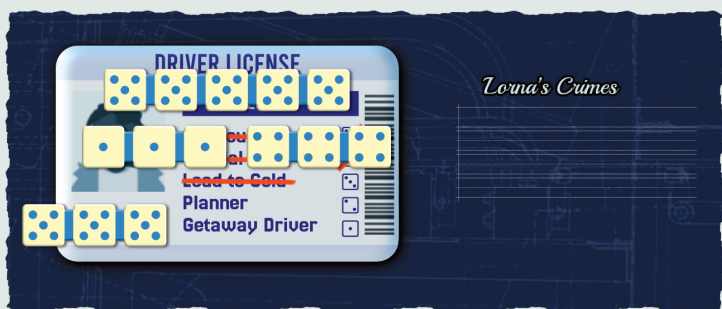 DRIVER LICENSE
Lorna's Crimes
Lead to Gold
Planner
Getaway Driver